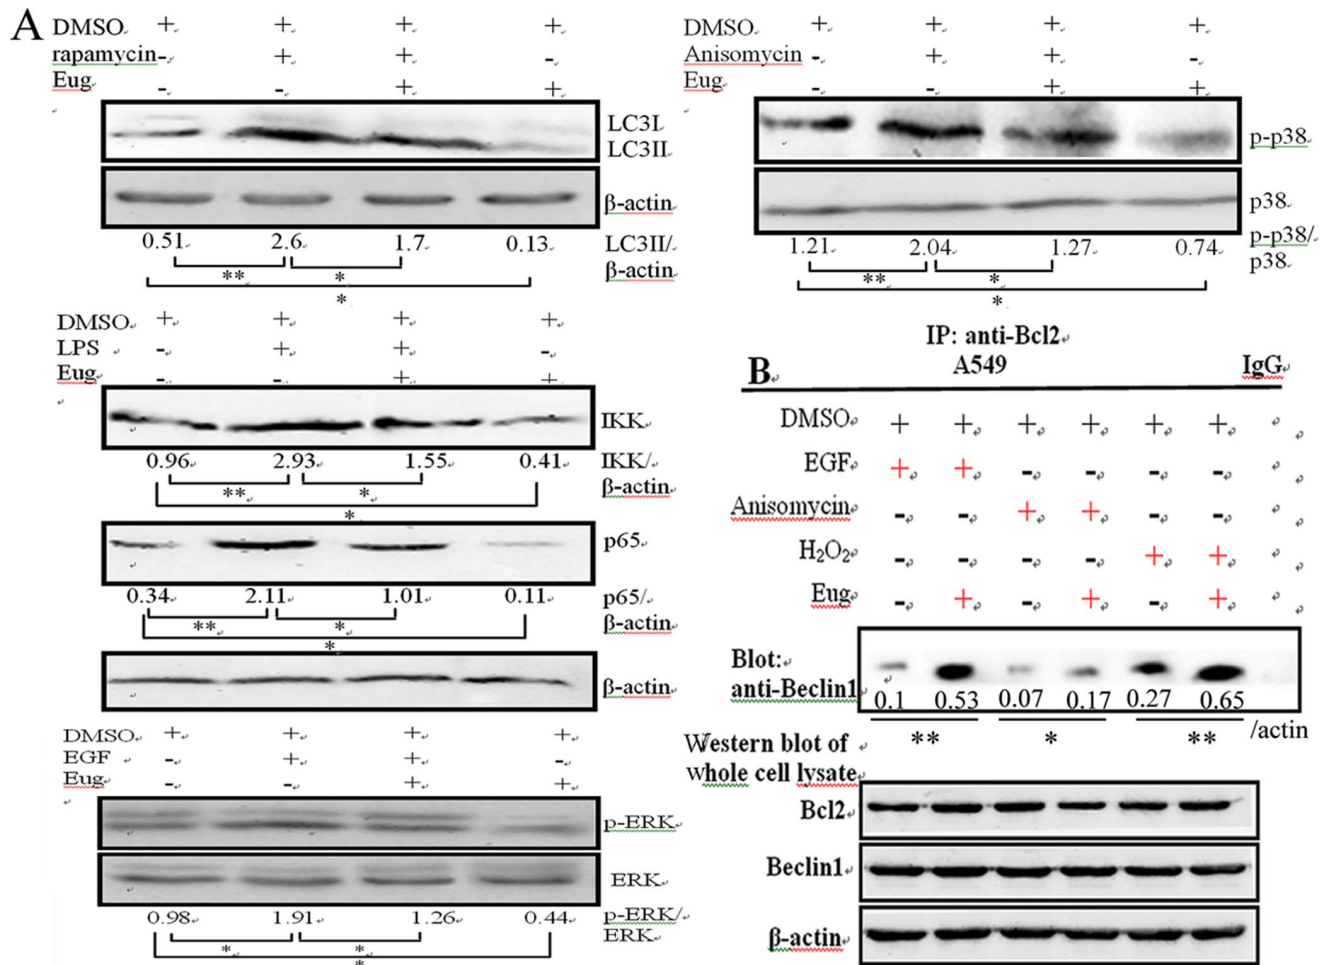 A
DMSO + + + +
rapamycin - + + -
Eug - - + +
LC3I
LC3II
β-actin
0.51 2.6 1.7 0.13 LC3II/
β-actin
** *
*
DMSO + + + +
LPS - + + -
Eug - - + +
IKK
0.96 2.93 1.55 0.41 IKK/
β-actin
** *
*
p65
0.34 2.11 1.01 0.11 p65/
β-actin
** *
*
β-actin
DMSO + + + +
EGF - + + -
Eug - - + +
p-ERK
ERK
0.98 1.91 1.26 0.44 p-ERK/
ERK
* *
*
DMSO + + + +
Anisomycin - + + -
Eug - - + +
p-p38
p38
1.21 2.04 1.27 0.74 p-p38/
p38
** *
*
IP: anti-Bcl2
B A549 IgG
DMSO + + + + + +
EGF + + - - - -
Anisomycin - - + + - -
H2O2 - - - - + +
Eug - + - + - +
Blot:
anti-Beclin1
0.1 0.53 0.07 0.17 0.27 0.65
/actin
** * **
Western blot of
whole cell lysate
Bcl2
Beclin1
β-actin